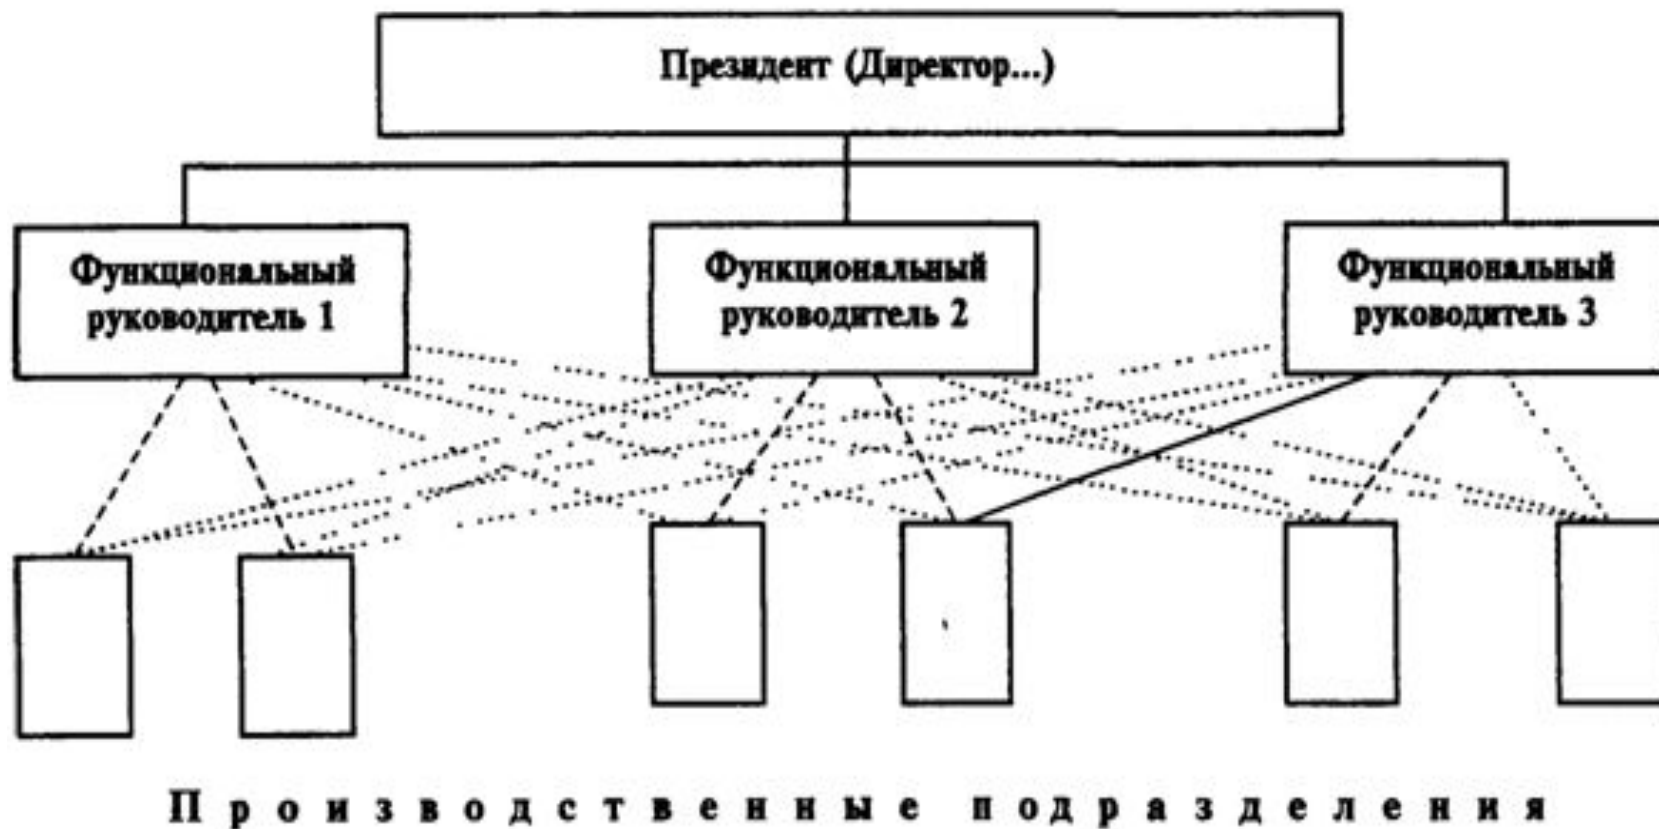 Президент (Директор...)
Функциональный
руководитель 1
Функциональный
руководитель 2
Функциональный
руководитель 3
Производственные подразделения